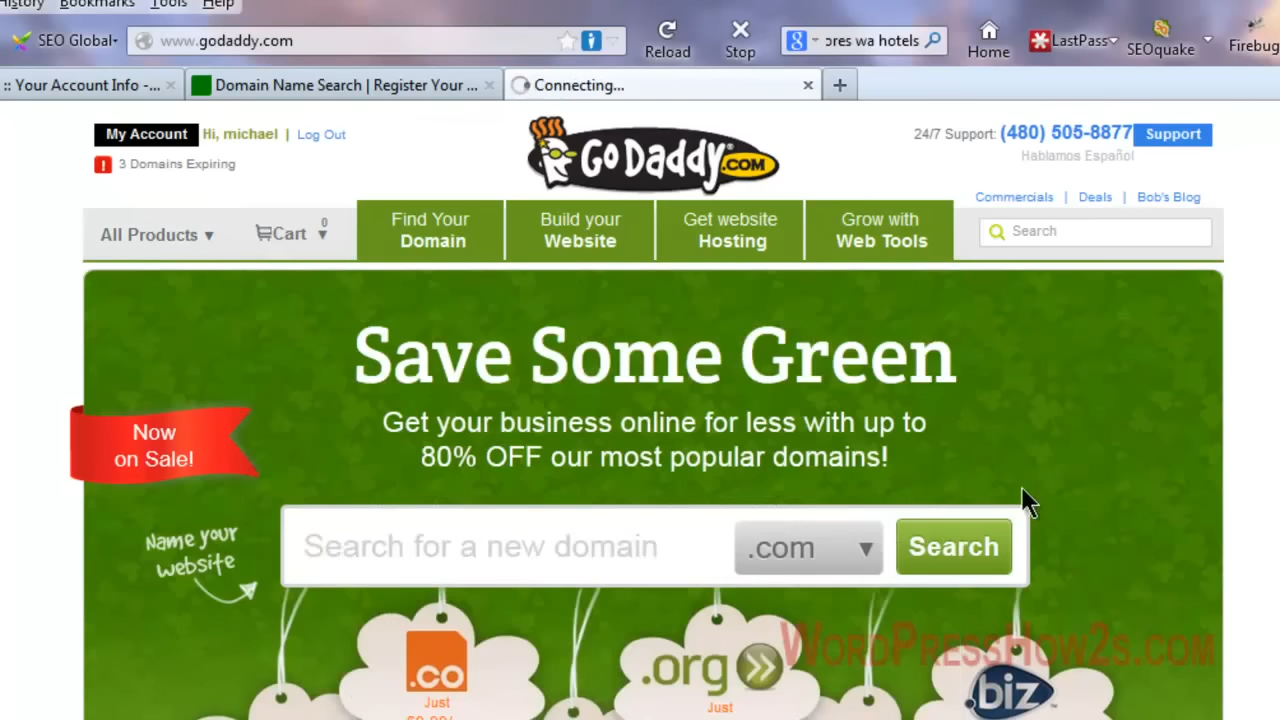 History Bookmarks Tools Help
SEO Global
www.godaddy.com
Reload
Stop
ores wa hotels
Home
LastPass
SEOquake
Firebug
:: Your Account Info -...
Domain Name Search | Register Your ...
Connecting...
My Account Hi, michael | Log Out
3 Domains Expiring
GoDaddy.COM
24/7 Support: (480) 505-8877 Support
Hablamos Español
Commercials | Deals | Bob's Blog
All Products
Cart 0
Find Your
Domain
Build your
Website
Get website
Hosting
Grow with
Web Tools
Search
Save Some Green
Get your business online for less with up to
80% OFF our most popular domains!
Now
on Sale!
Name your
website
Search for a new domain
.com
Search
.co
Just
.org
Just
.biz
WordPressHow2s.com